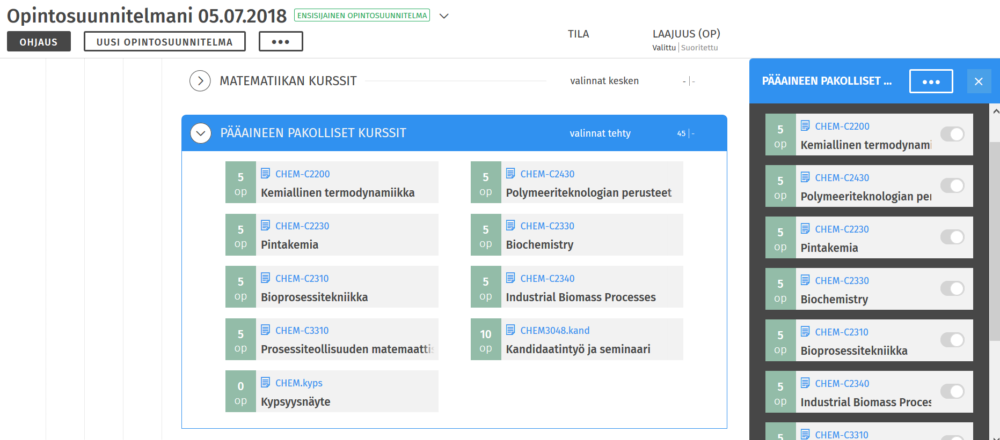 Opintosuunnitelmani 05.07.2018 ENSISIJAINEN OPINTOSUUNNITELMA
OHJAUS UUSI OPINTOSUUNNITELMA •••
TILA LAAJUUS (OP)
Valittu Suoritettu
MATEMATIIKAN KURSSIT valinnat kesken - | -
PÄÄAINEEN PAKOLLISET KURSSIT valinnat tehty 45 | -
5 op CHEM-C2200
Kemiallinen termodynamiikka
5 op CHEM-C2430
Polymeeriteknologian perusteet
5 op CHEM-C2230
Pintakemia
5 op CHEM-C2330
Biochemistry
5 op CHEM-C2310
Bioprosessitekniikka
5 op CHEM-C2340
Industrial Biomass Processes
5 op CHEM-C3310
Prosessiteollisuuden matemaattis
10 op CHEM3048.kand
Kandidaatintyö ja seminaari
0 op CHEM.kyps
Kypsyysnäyte
PÄÄAINEEN PAKOLLISET ... •••
5 op CHEM-C2200
Kemiallinen termodynami
5 op CHEM-C2430
Polymeeriteknologian per
5 op CHEM-C2230
Pintakemia
5 op CHEM-C2330
Biochemistry
5 op CHEM-C2310
Bioprosessitekniikka
5 op CHEM-C2340
Industrial Biomass Proces
5 CHEM-C3310